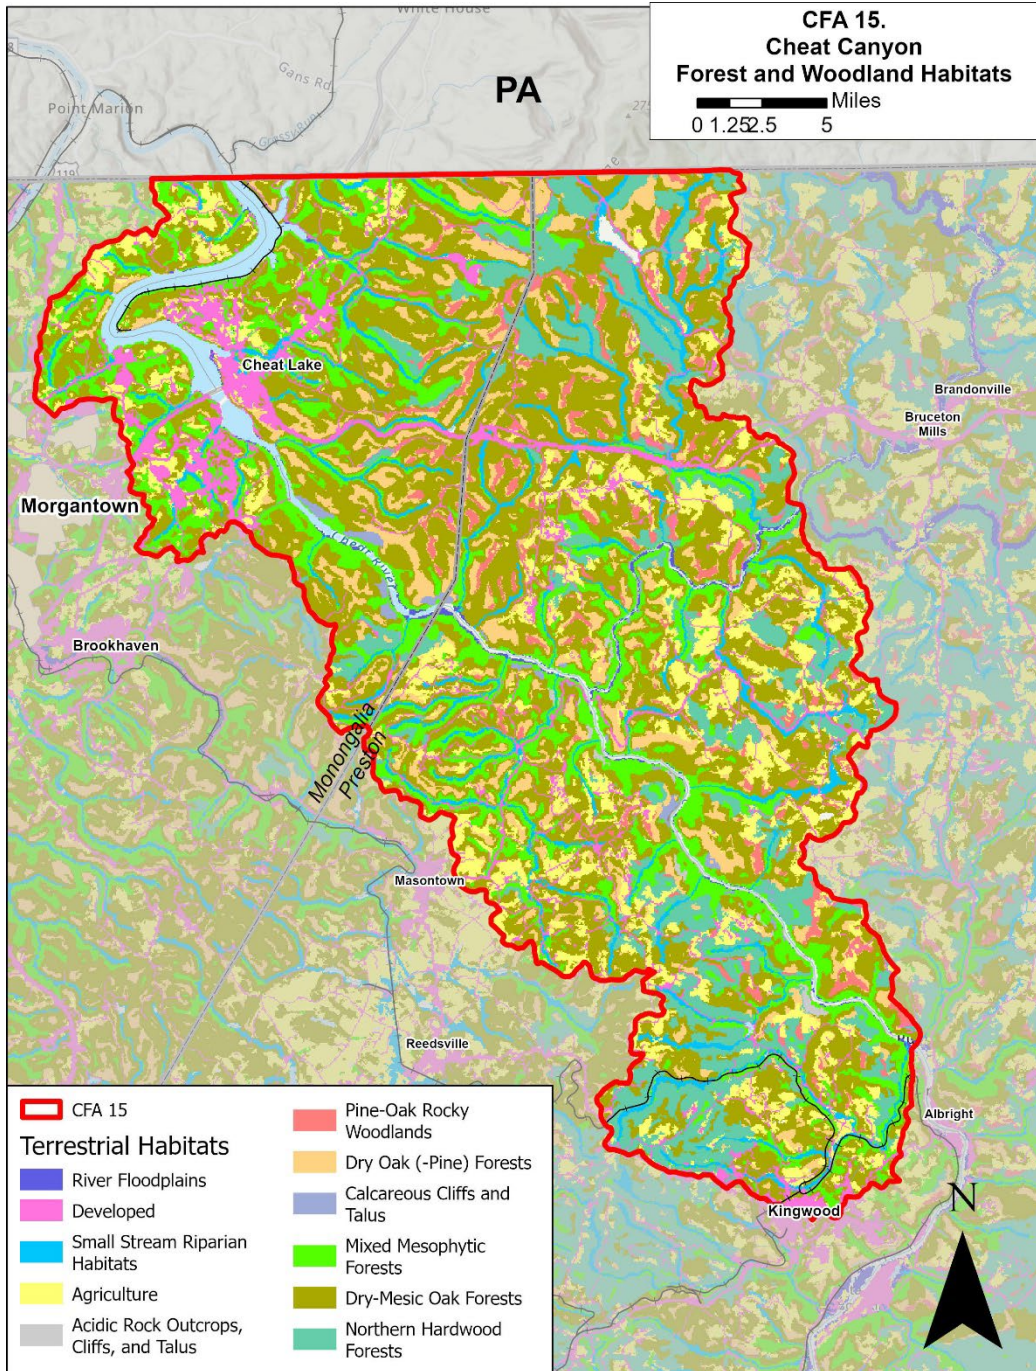 White House
CFA 15.
Cheat Canyon
Forest and Woodland Habitats
Miles
0 1.25 2.5 5
Gans Rd
PA
Point Marion
Grassy Run
119
Cheat Lake
Brandonville
Bruceton
Mills
Morgantown
Cheat River
Brookhaven
Monongalia
Preston
Masontown
Reedsville
Albright
Kingwood
N
CFA 15
Terrestrial Habitats
River Floodplains
Developed
Small Stream Riparian
Habitats
Agriculture
Acidic Rock Outcrops,
Cliffs, and Talus
Pine-Oak Rocky
Woodlands
Dry Oak (-Pine) Forests
Calcareous Cliffs and
Talus
Mixed Mesophytic
Forests
Dry-Mesic Oak Forests
Northern Hardwood
Forests